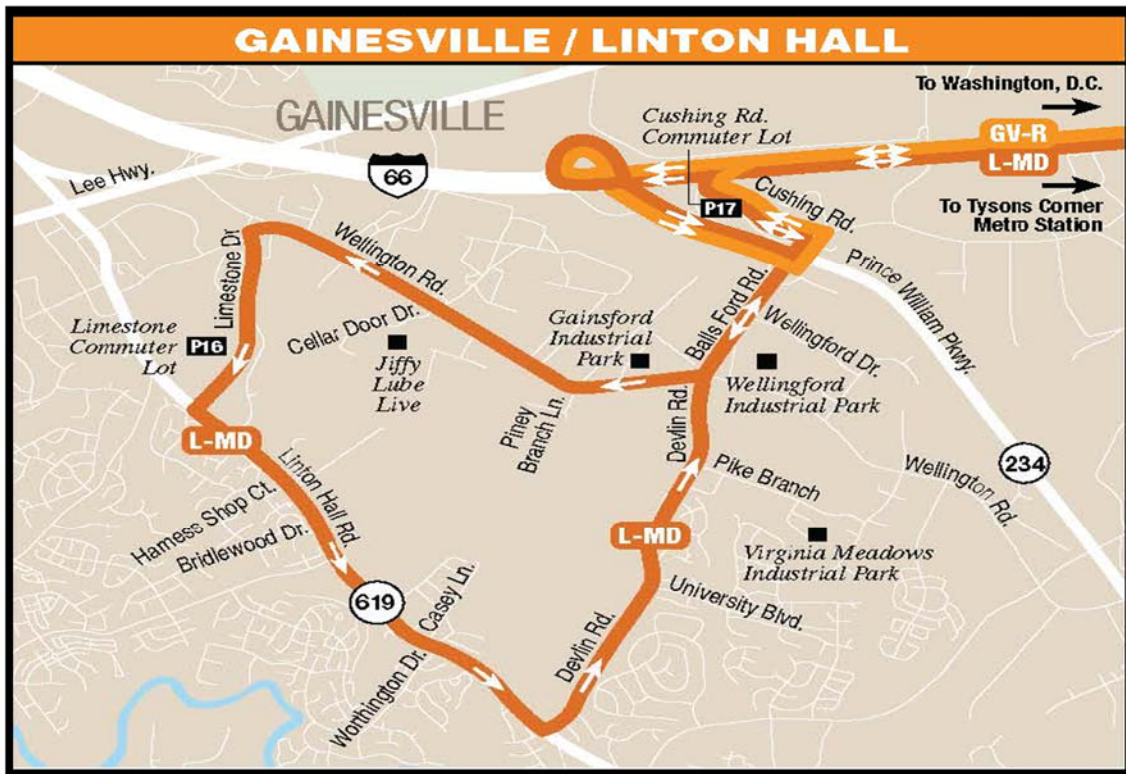 GAINESVILLE / LINTON HALL
To Washington, D.C.
GAINESVILLE
Cushing Rd.
Commuter Lot
GV-R
L-MD
Lee Hwy.
66
To Tysons Corner
Metro Station
P17
Cushing Rd.
Limestone Dr
Wellington Rd.
Prince William Pkwy.
Balls Ford Rd.
Limestone
Commuter
Lot
P16
Cellar Door Dr.
Jiffy
Lube
Live
Gainsford
Industrial
Park
Wellingford Dr.
Wellingford
Industrial Park
Piney
Branch Ln.
Devlin Rd.
L-MD
Linton Hall Rd.
Pike Branch
Wellington Rd.
234
Harness Shop Ct.
Bridlewood Dr.
L-MD
Virginia Meadows
Industrial Park
619
Casey Ln.
University Blvd.
Worthington Dr.
Devlin Rd.